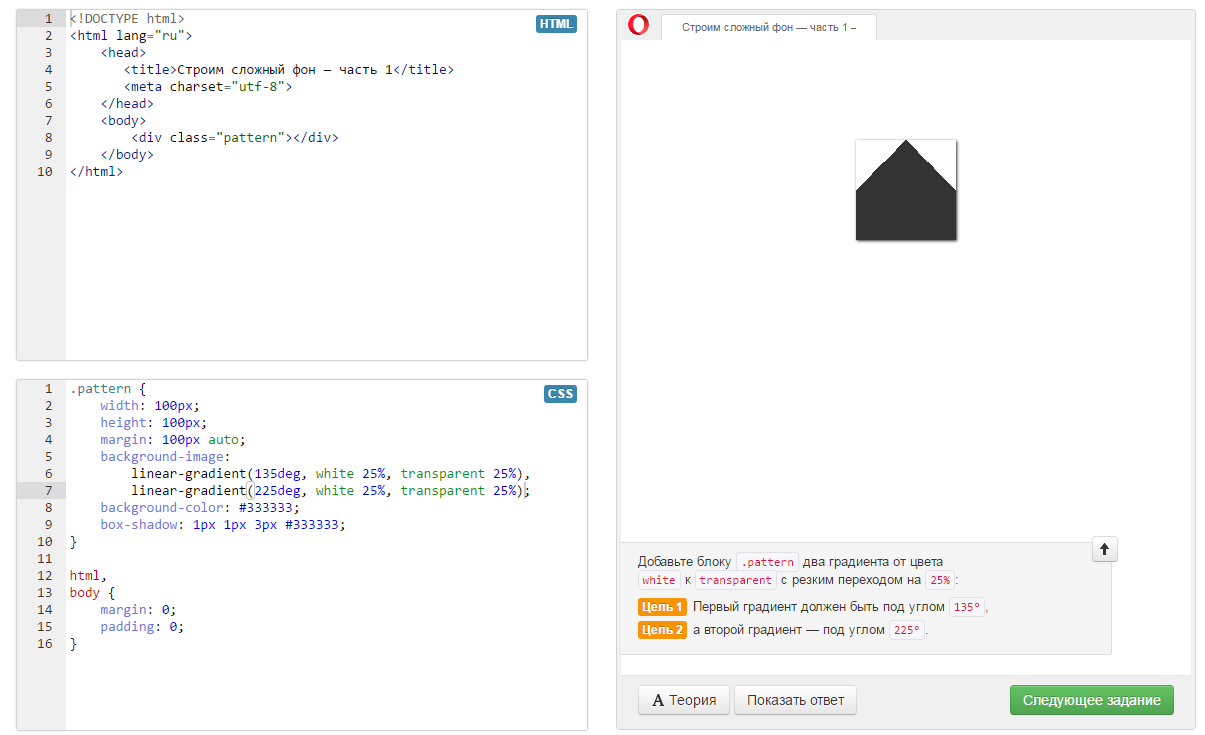 1 <!DOCTYPE html>
HTML
2 <html lang="ru">
3 <head>
4 <title>Строим сложный фон — часть 1</title>
5 <meta charset="utf-8">
6 </head>
7 <body>
8 <div class="pattern"></div>
9 </body>
10 </html>
1 .pattern {
CSS
2 width: 100px;
3 height: 100px;
4 margin: 100px auto;
5 background-image:
6 linear-gradient(135deg, white 25%, transparent 25%),
7 linear-gradient(225deg, white 25%, transparent 25%);
8 background-color: #333333;
9 box-shadow: 1px 1px 3px #333333;
10 }
11
12 html,
13 body {
14 margin: 0;
15 padding: 0;
16 }
Строим сложный фон — часть 1 –
Добавьте блоку .pattern два градиента от цвета
white к transparent с резким переходом на 25%:
Цель 1 Первый градиент должен быть под углом 135°,
Цель 2 а второй градиент — под углом 225°.
A Теория
Показать ответ
Следующее задание